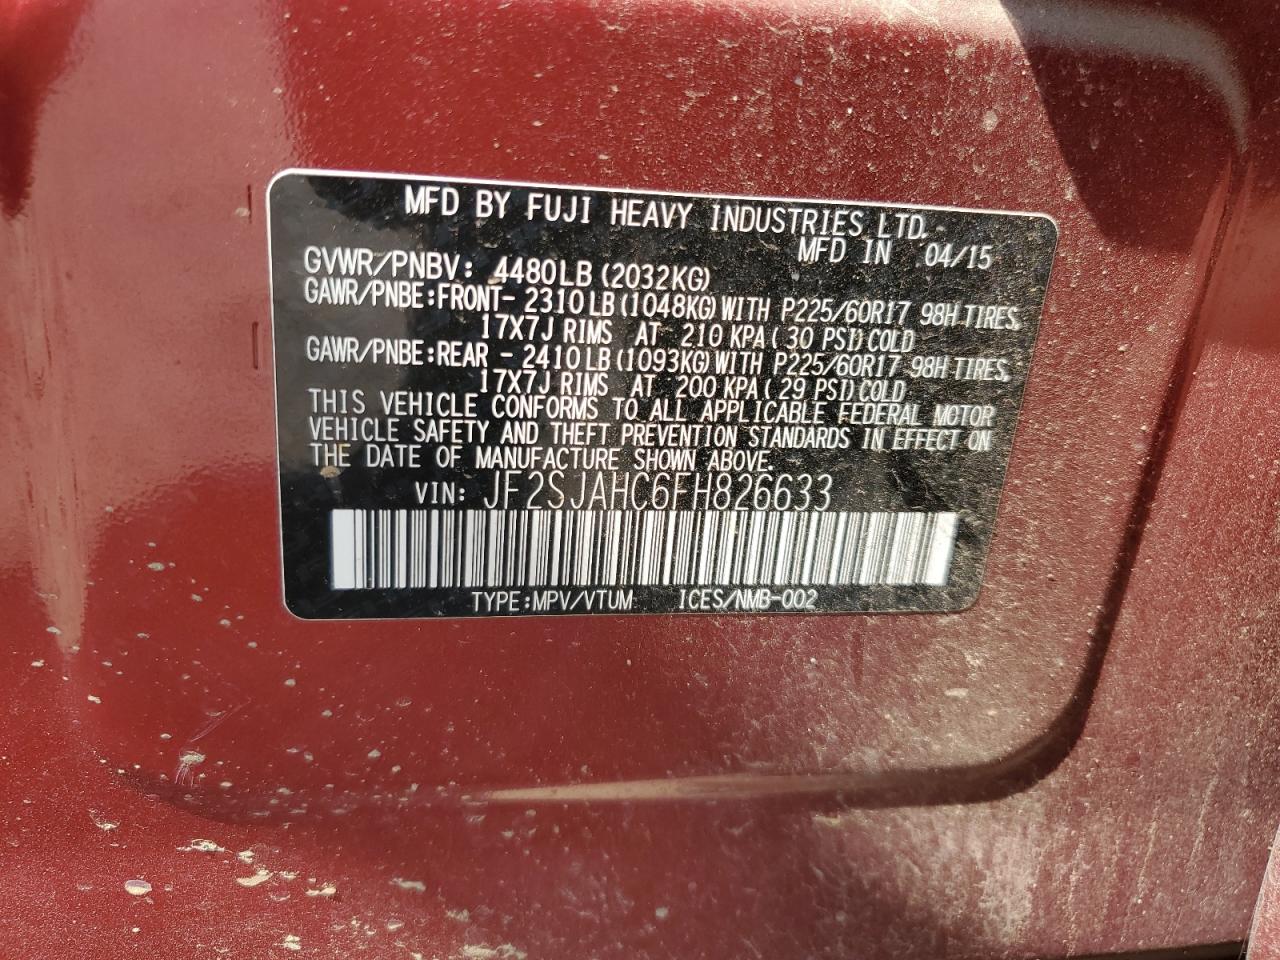 MFD BY FUJI HEAVY INDUSTRIES LTD.
MFD IN 04/15
GVWR/PNBV: 4480LB (2032KG)
GAWR/PNBE:FRONT- 2310LB(1048KG)WITH P225/60R17 98H TIRES,
17X7J RIMS AT 210 KPA( 30 PSI)COLD
GAWR/PNBE:REAR - 2410LB(1093KG)WITH P225/60R17 98H TIRES,
17X7J RIMS AT 200 KPA( 29 PSI)COLD
THIS VEHICLE CONFORMS TO ALL APPLICABLE FEDERAL MOTOR
VEHICLE SAFETY AND THEFT PREVENTION STANDARDS IN EFFECT ON
THE DATE OF MANUFACTURE SHOWN ABOVE.
VIN: JF2SJAHC6FH826633
TYPE:MPV/VTUM ICES/NMB-002